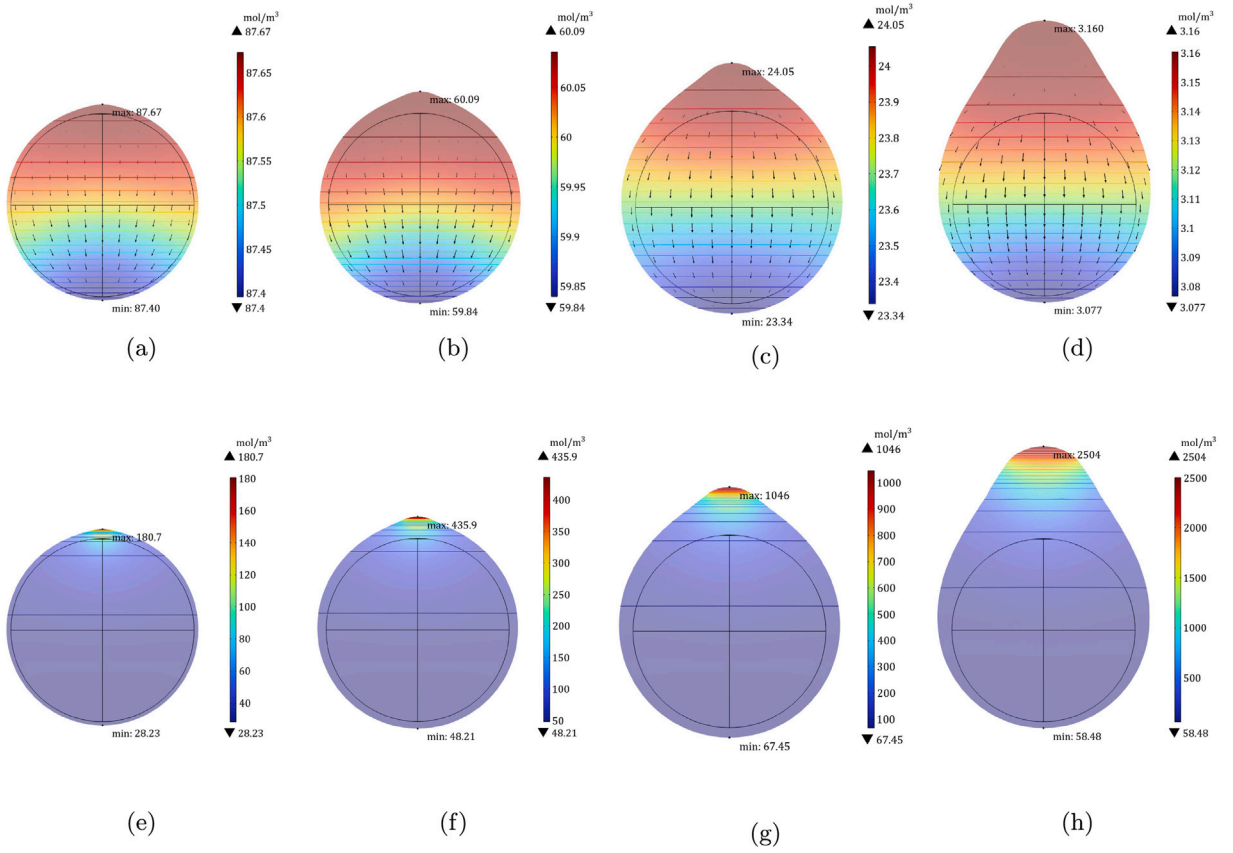 mol/m³
▲ 87.67
87.65
87.6
87.55
87.5
87.45
87.4
▼ 87.4
max: 87.67
min: 87.40
(a)
mol/m³
▲ 60.09
60.05
60
59.95
59.9
59.85
▼ 59.84
max: 60.09
min: 59.84
(b)
mol/m³
▲ 24.05
24
23.9
23.8
23.7
23.6
23.5
23.4
▼ 23.34
max: 24.05
min: 23.34
(c)
mol/m³
▲ 3.16
3.16
3.15
3.14
3.13
3.12
3.11
3.1
3.09
3.08
▼ 3.077
max: 3.160
min: 3.077
(d)
mol/m³
▲ 180.7
180
160
140
120
100
80
60
40
▼ 28.23
max: 180.7
min: 28.23
(e)
mol/m³
▲ 435.9
400
350
300
250
200
150
100
50
▼ 48.21
max: 435.9
min: 48.21
(f)
mol/m³
▲ 1046
1000
900
800
700
600
500
400
300
200
100
▼ 67.45
max: 1046
min: 67.45
(g)
mol/m³
▲ 2504
2500
2000
1500
1000
500
▼ 58.48
max: 2504
min: 58.48
(h)